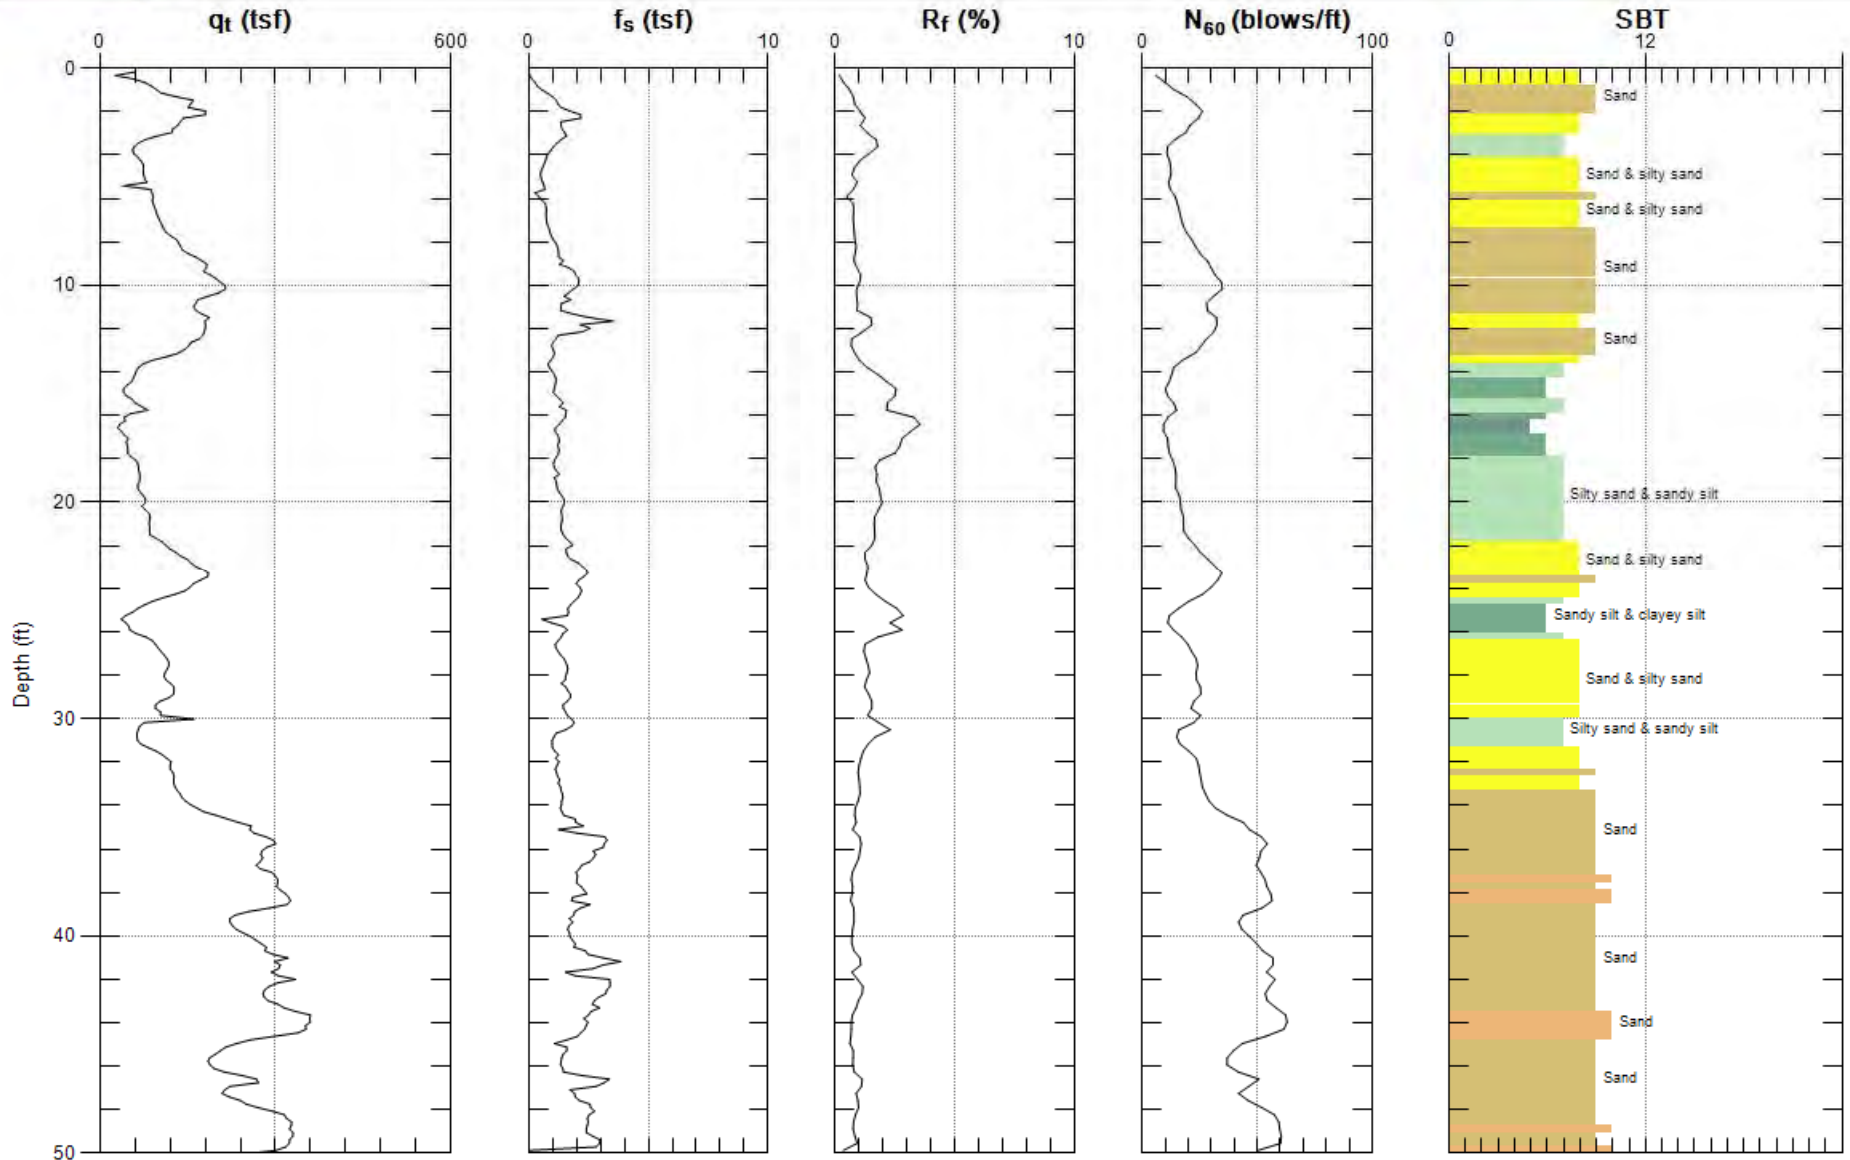 qt (tsf) fs (tsf) Rf (%) N60 (blows/ft) SBT
0 600 0 10 0 10 0 100 0 12
0
Sand
Sand & silty sand
Sand & silty sand
Sand
10
Sand
Silty sand & sandy silt
20
Sand & silty sand
Sandy silt & clayey silt
Depth (ft)
Sand & silty sand
30
Silty sand & sandy silt
Sand
40
Sand
Sand
Sand
50